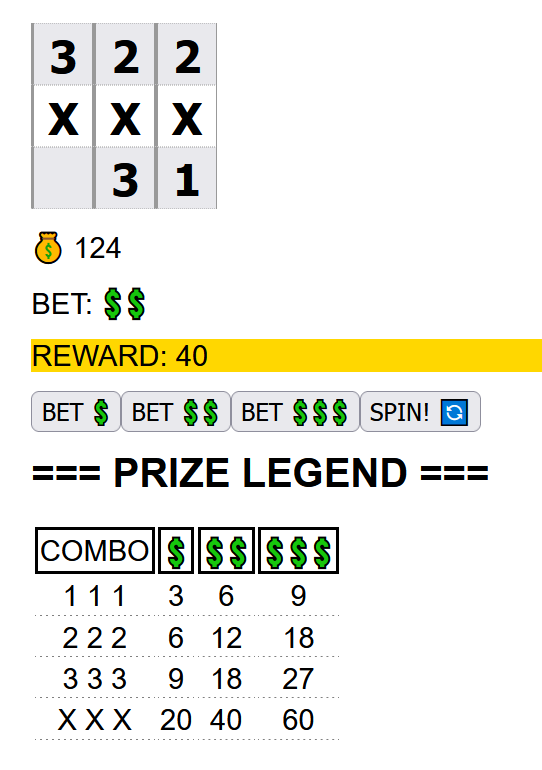 3 2 2
X X X
3 1
💰 124
BET: 💲💲
REWARD: 40
BET 💲 BET 💲💲 BET 💲💲💲 SPIN! 🔄
=== PRIZE LEGEND ===
COMBO 💲 💲💲 💲💲💲
1 1 1 3 6 9
2 2 2 6 12 18
3 3 3 9 18 27
X X X 20 40 60